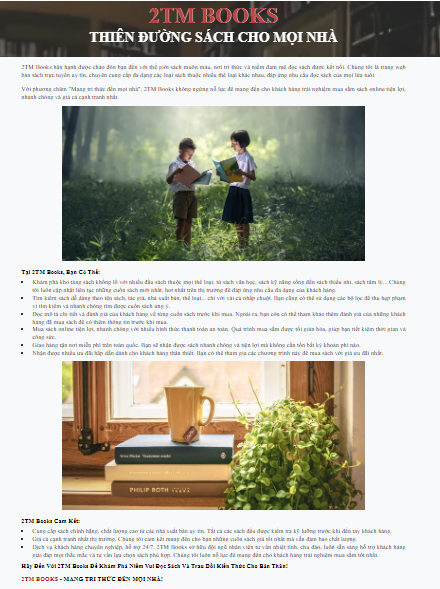 2TM BOOKS
THIÊN ĐƯỜNG SÁCH CHO MỌI NHÀ
2TM Books hân hạnh được chào đón bạn đến với thế giới sách muôn màu, nơi tri thức và niềm đam mê đọc sách được kết nối. Chúng tôi là trang web
bán sách trực tuyến uy tín, chuyên cung cấp đa dạng các loại sách thuộc nhiều thể loại khác nhau, đáp ứng nhu cầu đọc sách của mọi lứa tuổi.
Với phương châm "Mang tri thức đến mọi nhà", 2TM Books không ngừng nỗ lực để mang đến cho khách hàng trải nghiệm mua sắm sách online tiện lợi,
nhanh chóng và giá cả cạnh tranh nhất.
Tại 2TM Books, Bạn Có Thể:
Khám phá kho tàng sách khổng lồ với nhiều đầu sách thuộc mọi thể loại, từ sách văn học, sách kỹ năng sống đến sách thiếu nhi, sách tâm lý... Chúng
tôi luôn cập nhật liên tục những cuốn sách mới nhất, hot nhất trên thị trường để đáp ứng nhu cầu đa dạng của khách hàng.
Tìm kiếm sách dễ dàng theo tên sách, tác giả, nhà xuất bản, thể loại... chỉ với vài cú nhấp chuột. Bạn cũng có thể sử dụng các bộ lọc để thu hẹp phạm
vi tìm kiếm và nhanh chóng tìm được cuốn sách ưng ý.
Đọc mô tả chi tiết và đánh giá của khách hàng về từng cuốn sách trước khi mua. Ngoài ra, bạn còn có thể tham khảo thêm đánh giá của những khách
hàng đã mua sách để có thêm thông tin trước khi mua.
Mua sách online tiện lợi, nhanh chóng với nhiều hình thức thanh toán an toàn. Quá trình mua sắm được tối giản hóa, giúp bạn tiết kiệm thời gian và
công sức.
Giao hàng tận nơi miễn phí trên toàn quốc. Bạn sẽ nhận được sách nhanh chóng và tiện lợi mà không cần tốn bất kỳ khoản phí nào.
Nhận được nhiều ưu đãi hấp dẫn dành cho khách hàng thân thiết. Bạn có thể tham gia các chương trình này để mua sách với giá ưu đãi nhất.
PHILIP ROTH
2TM Books Cam Kết:
Cung cấp sách chính hãng, chất lượng cao từ các nhà xuất bản uy tín. Tất cả các sách đều được kiểm tra kỹ lưỡng trước khi đến tay khách hàng.
Giá cả cạnh tranh nhất thị trường. Chúng tôi cam kết mang đến cho bạn những cuốn sách giá tốt nhất mà vẫn đảm bảo chất lượng.
Dịch vụ khách hàng chuyên nghiệp, hỗ trợ 24/7. 2TM Books sở hữu đội ngũ nhân viên tư vấn nhiệt tình, chu đáo, luôn sẵn sàng hỗ trợ khách hàng
giải đáp mọi thắc mắc và tư vấn lựa chọn sách phù hợp. Chúng tôi luôn nỗ lực để mang đến cho khách hàng trải nghiệm mua sắm tốt nhất.
Hãy Đến Với 2TM Books Để Khám Phá Niềm Vui Đọc Sách Và Trau Dồi Kiến Thức Cho Bản Thân!
2TM BOOKS - MANG TRI THỨC ĐẾN MỌI NHÀ!